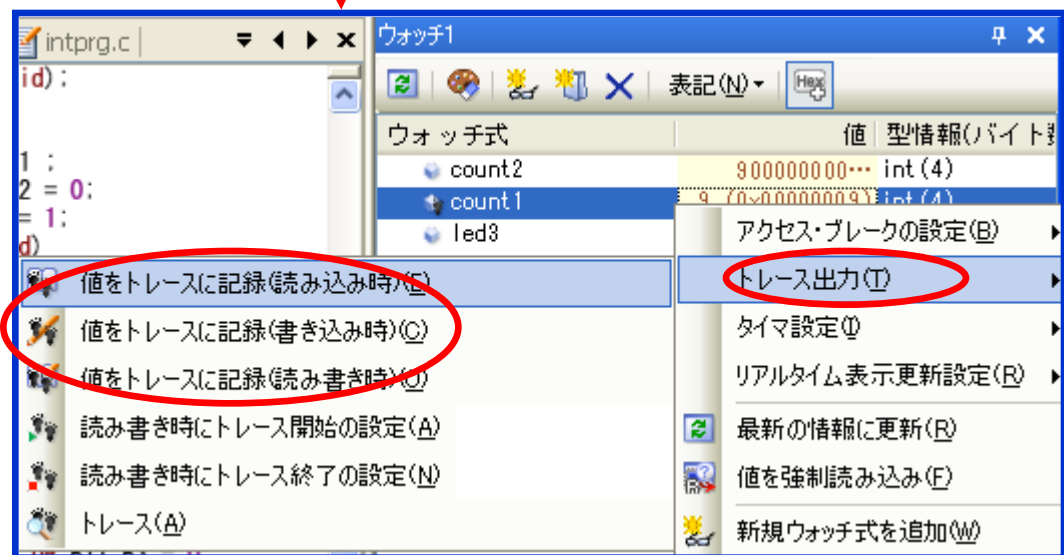 intprg.c
id);
1 ;
2 = 0;
= 1;
d)
ウォッチ1
表記(N)
Hex
ウォッチ式 値 型情報(バイト数
count2 900000000… int(4)
count1 9 (0x00000009) int(4)
led3
アクセス・ブレークの設定(B)
トレース出力(T)
タイマ設定(I)
リアルタイム表示更新設定(R)
最新の情報に更新(R)
値を強制読み込み(F)
新規ウォッチ式を追加(W)
値をトレースに記録(読み込み時)(E)
値をトレースに記録(書き込み時)(C)
値をトレースに記録(読み書き時)(J)
読み書き時にトレース開始の設定(A)
読み書き時にトレース終了の設定(N)
トレース(A)